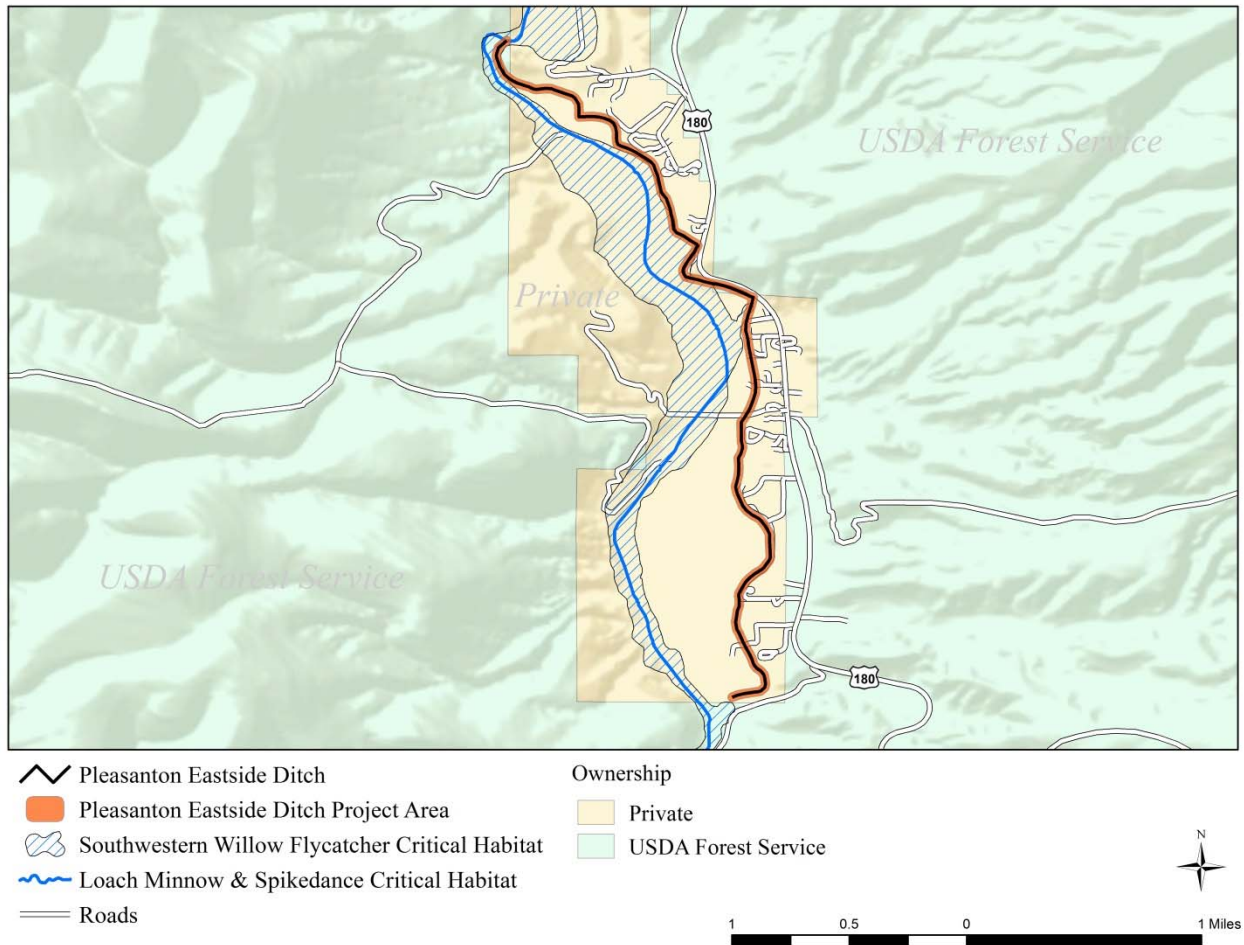 180
USDA Forest Service
Private
USDA Forest Service
180
Pleasanton Eastside Ditch
Pleasanton Eastside Ditch Project Area
Southwestern Willow Flycatcher Critical Habitat
Loach Minnow & Spikedance Critical Habitat
Roads
Ownership
Private
USDA Forest Service
N
1 0.5 0 1 Miles